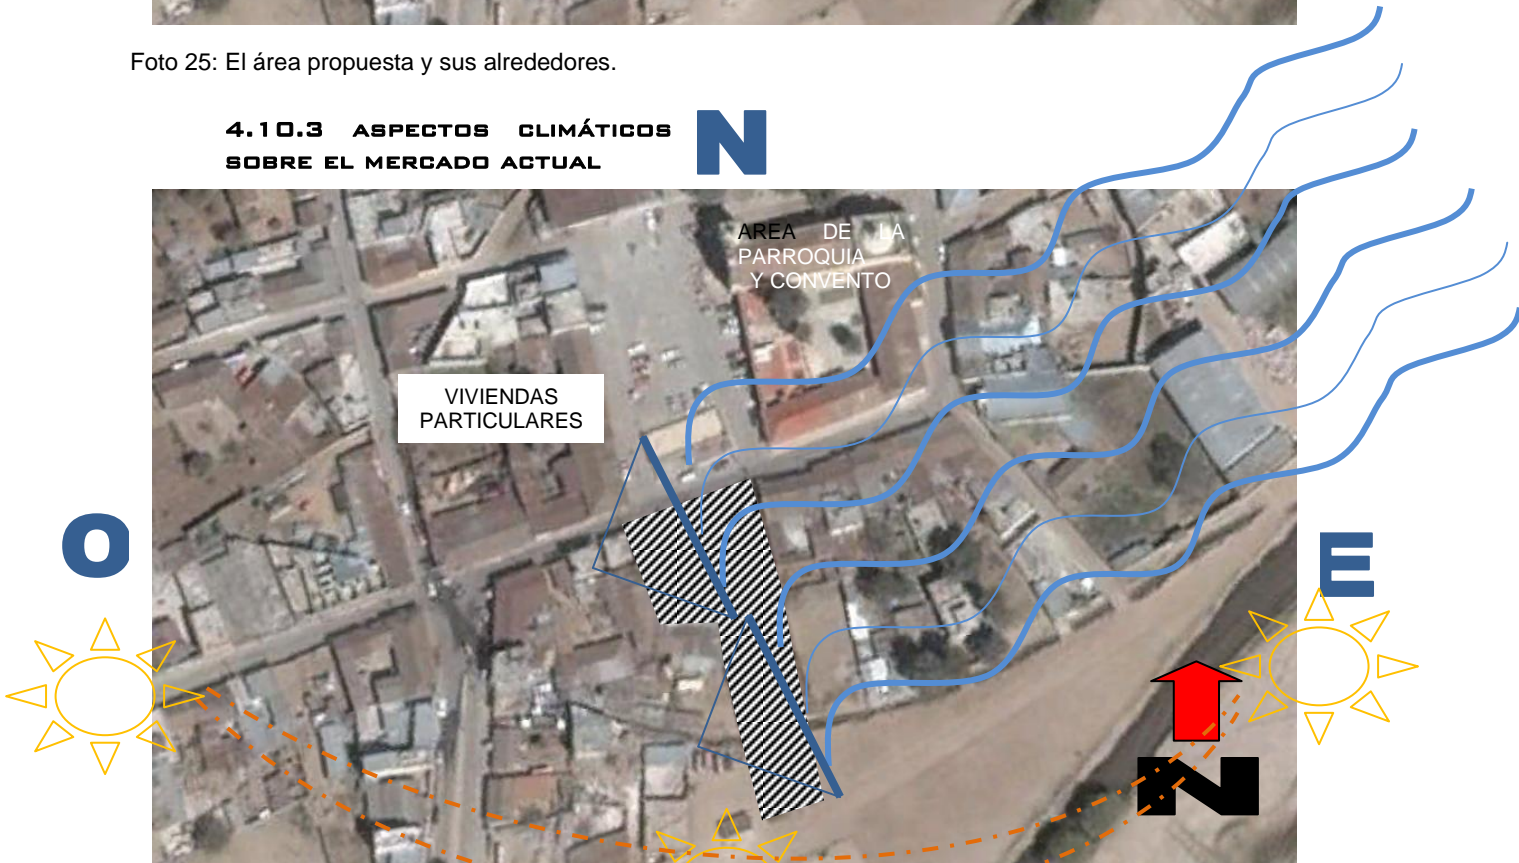 Foto 25: El área propuesta y sus alrededores.
4.10.3 ASPECTOS CLIMÁTICOS
SOBRE EL MERCADO ACTUAL
N
AREA DE LA
PARROQUIA
Y CONVENTO
VIVIENDAS
PARTICULARES
O
E
N